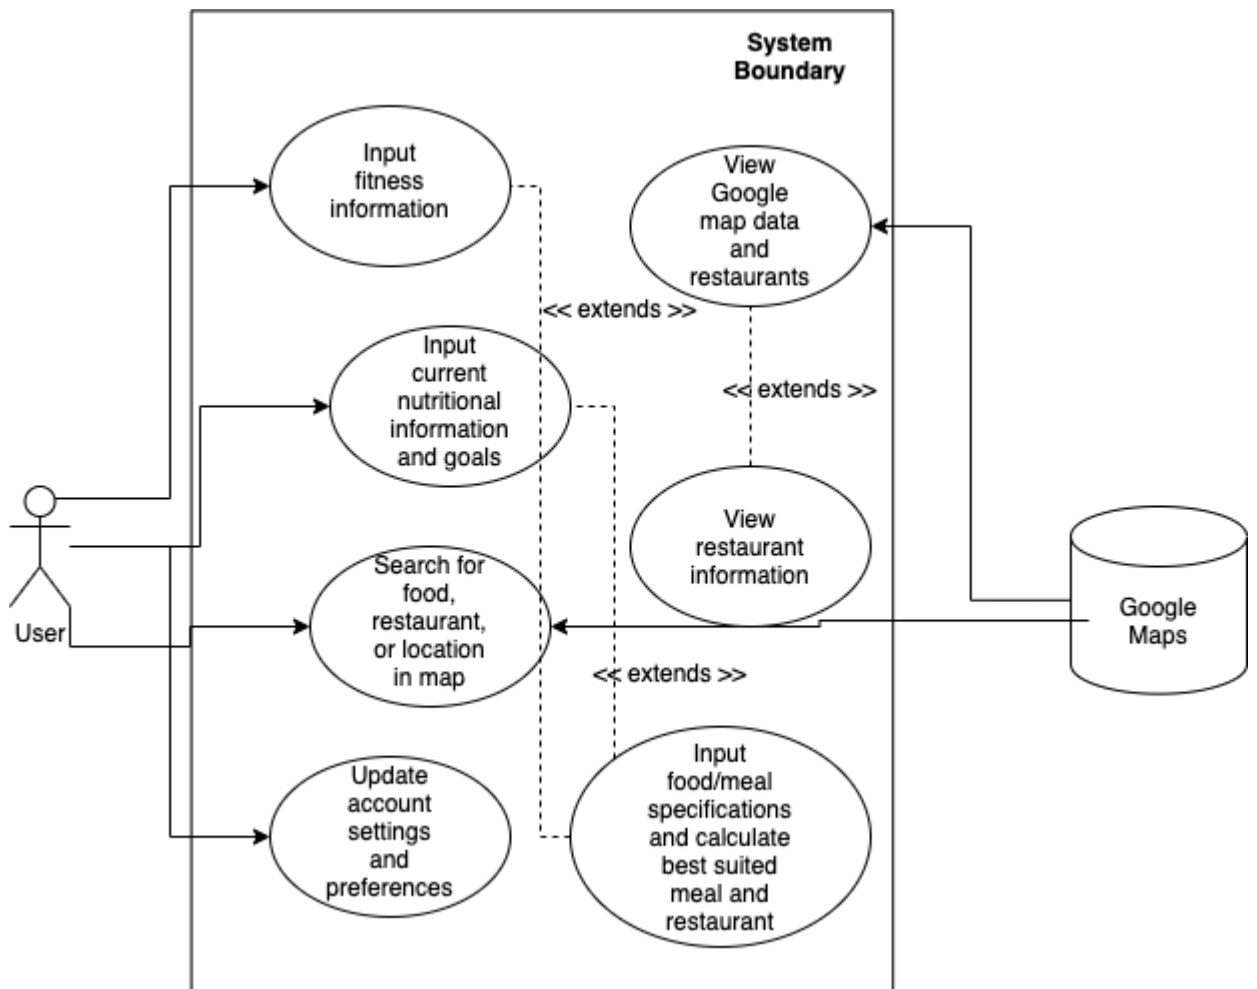 System
Boundary
Input
fitness
information
View
Google
map data
and
restaurants
<< extends >>
Input
current
nutritional
information
and goals
<< extends >>
View
restaurant
information
Search for
food,
restaurant,
or location
in map
User
Google
Maps
<< extends >>
Update
account
settings
and
preferences
Input
food/meal
specifications
and calculate
best suited
meal and
restaurant